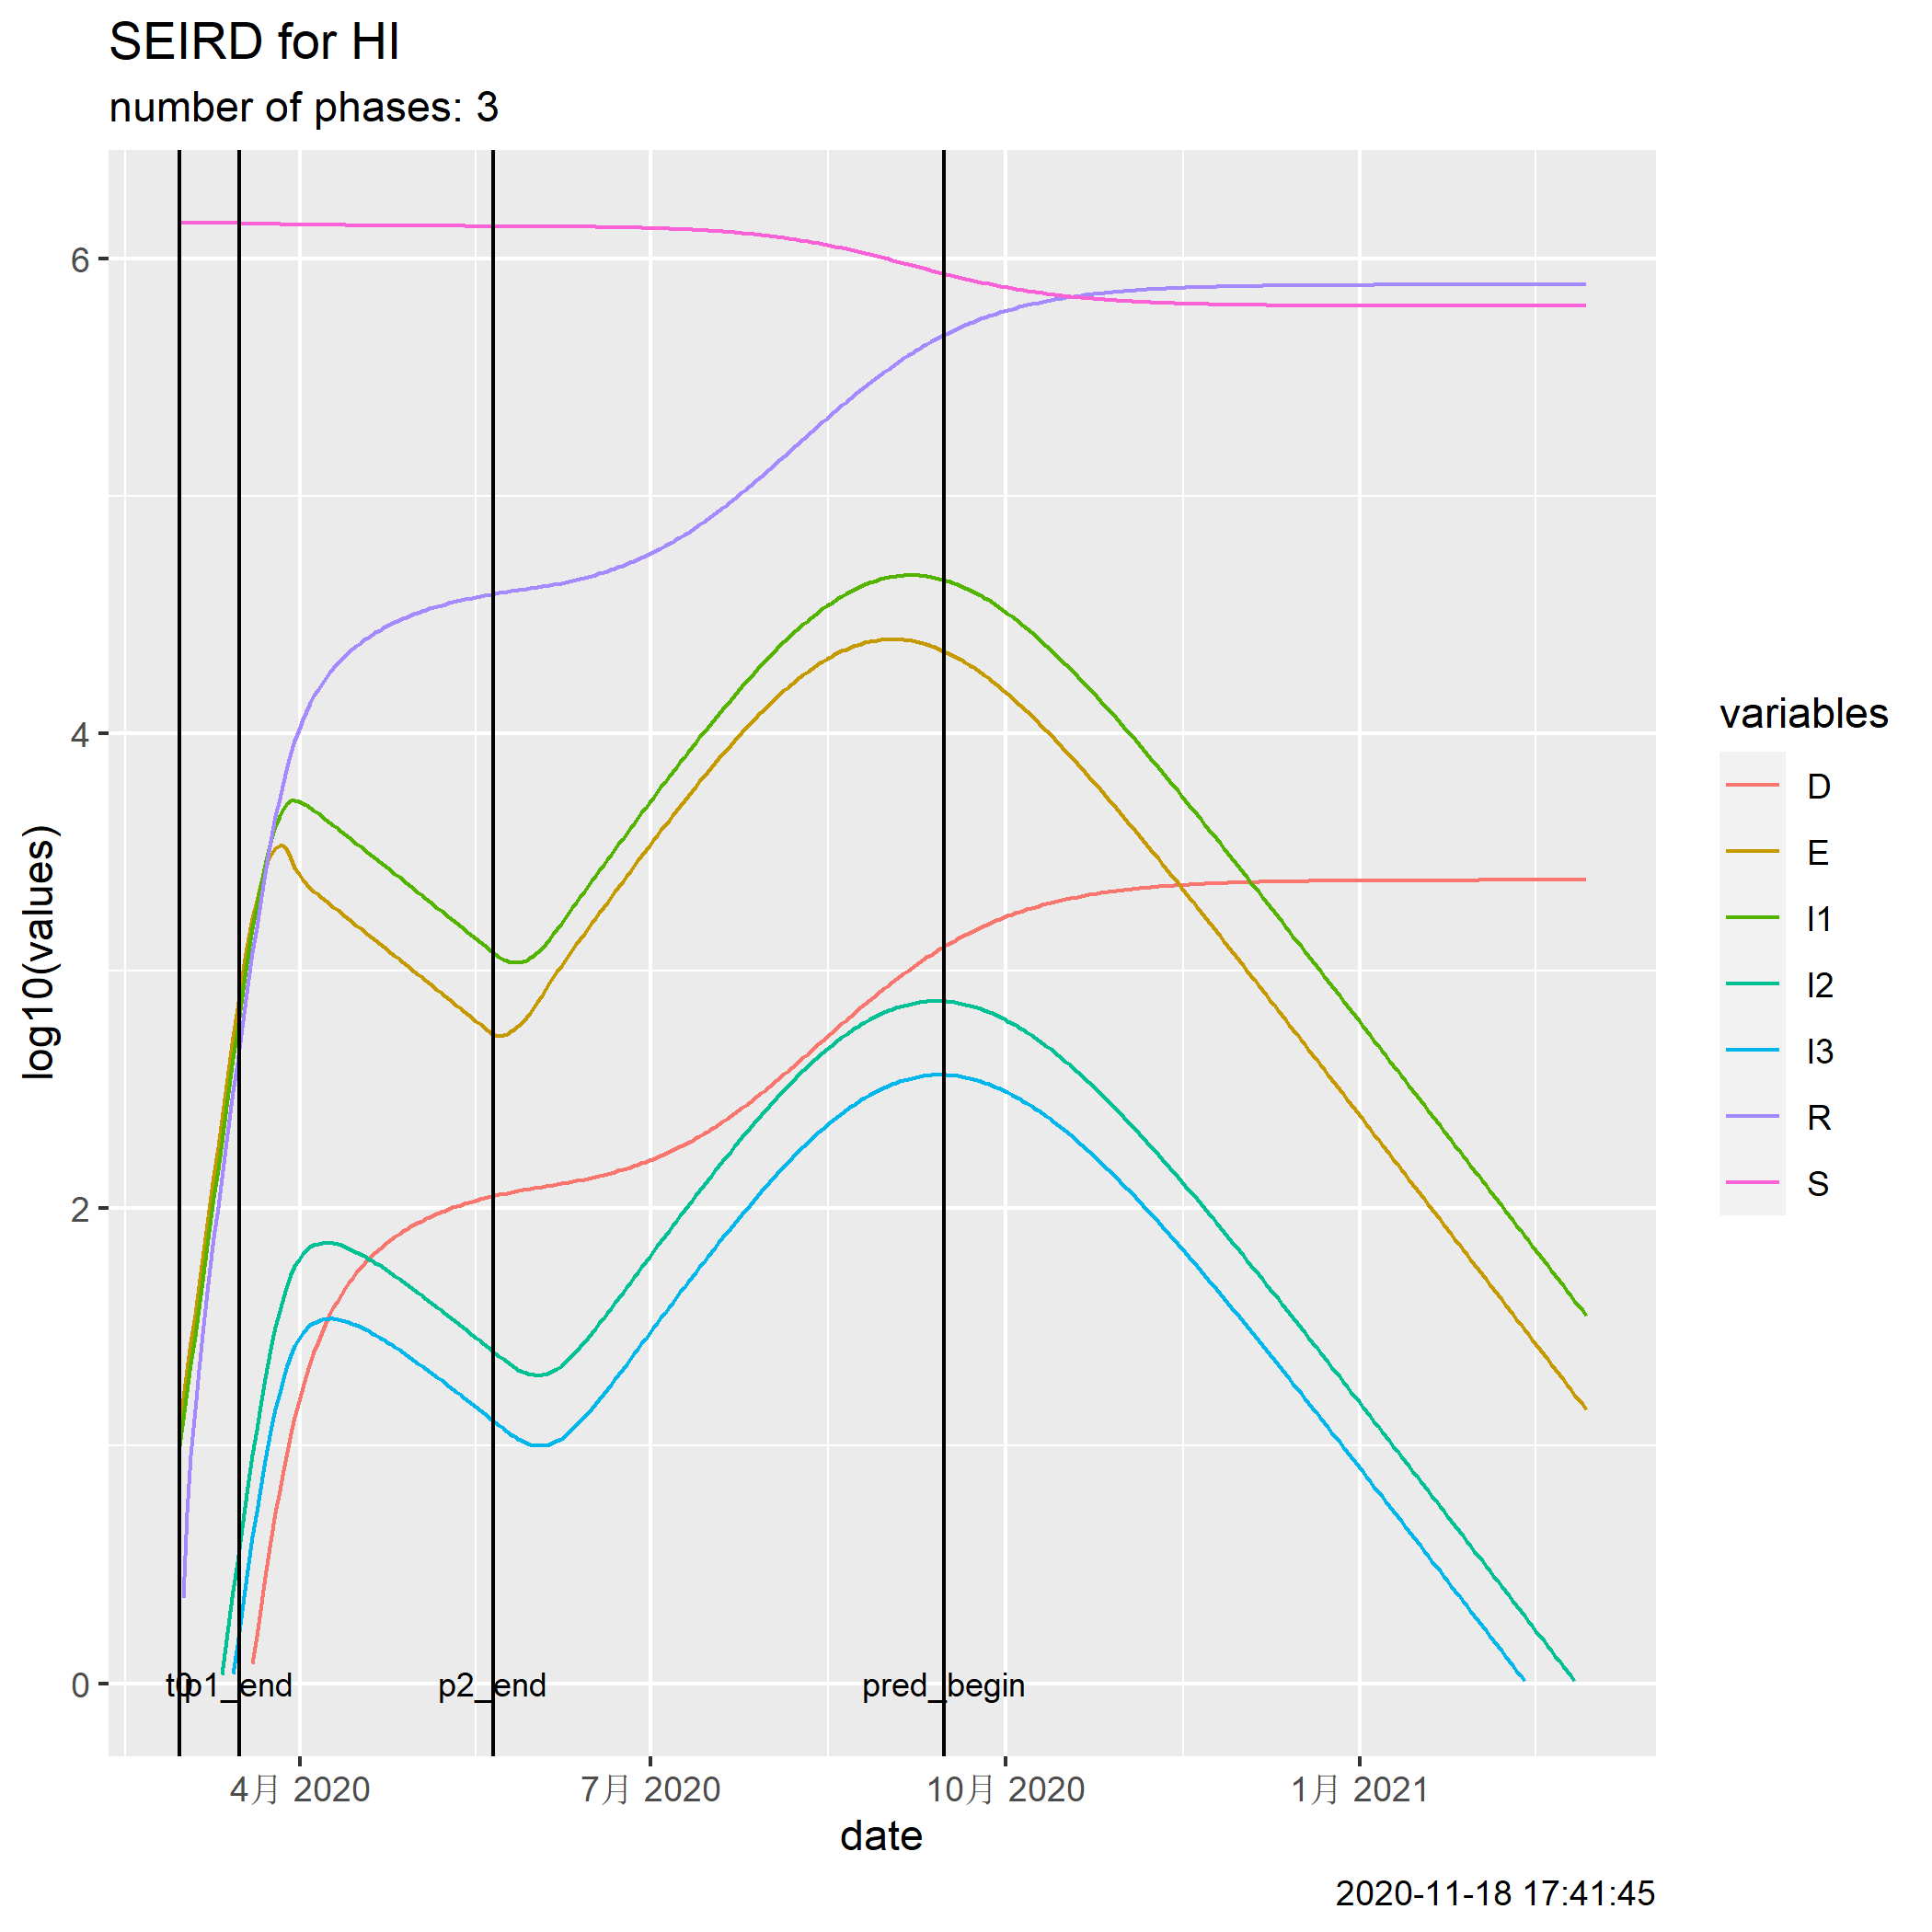 SEIRD for HI
number of phases: 3
log10(values)
6
4
2
0
t0
p1_end
p2_end
pred_begin
4月 2020
7月 2020
10月 2020
1月 2021
date
variables
D
E
I1
I2
I3
R
S
2020-11-18 17:41:45